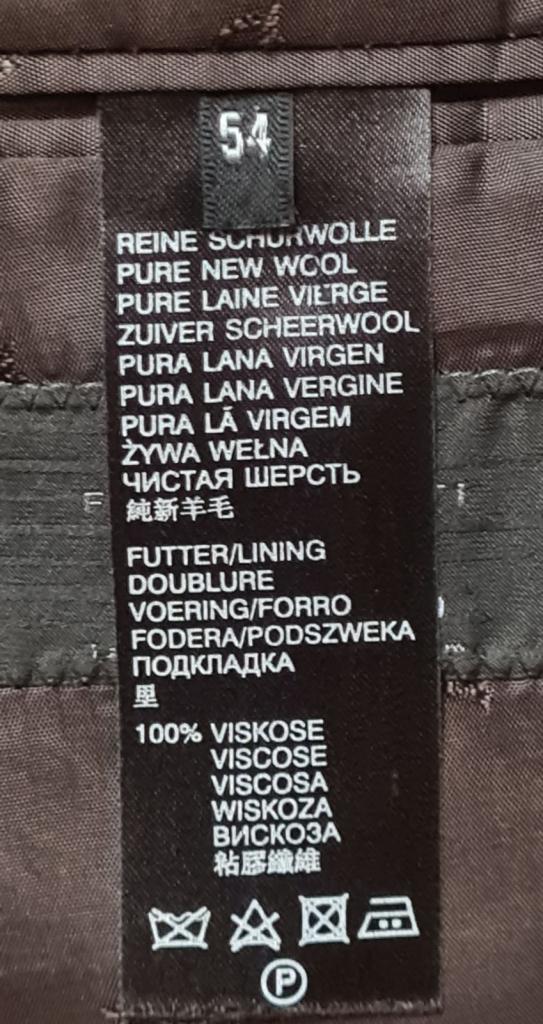 54
REINE SCHURWOLLE
PURE NEW WOOL
PURE LAINE VIERGE
ZUIVER SCHEERWOOL
PURA LANA VIRGEN
PURA LANA VERGINE
PURA LÃ VIRGEM
ŻYWA WEŁNA
ЧИСТАЯ ШЕРСТЬ
純新羊毛
FUTTER/LINING
DOUBLURE
VOERING/FORRO
FODERA/PODSZWEKA
ПОДКЛАДКА
里
100% VISKOSE
VISCOSE
VISCOSA
WISKOZA
ВИСКОЗА
粘膠纖維
P